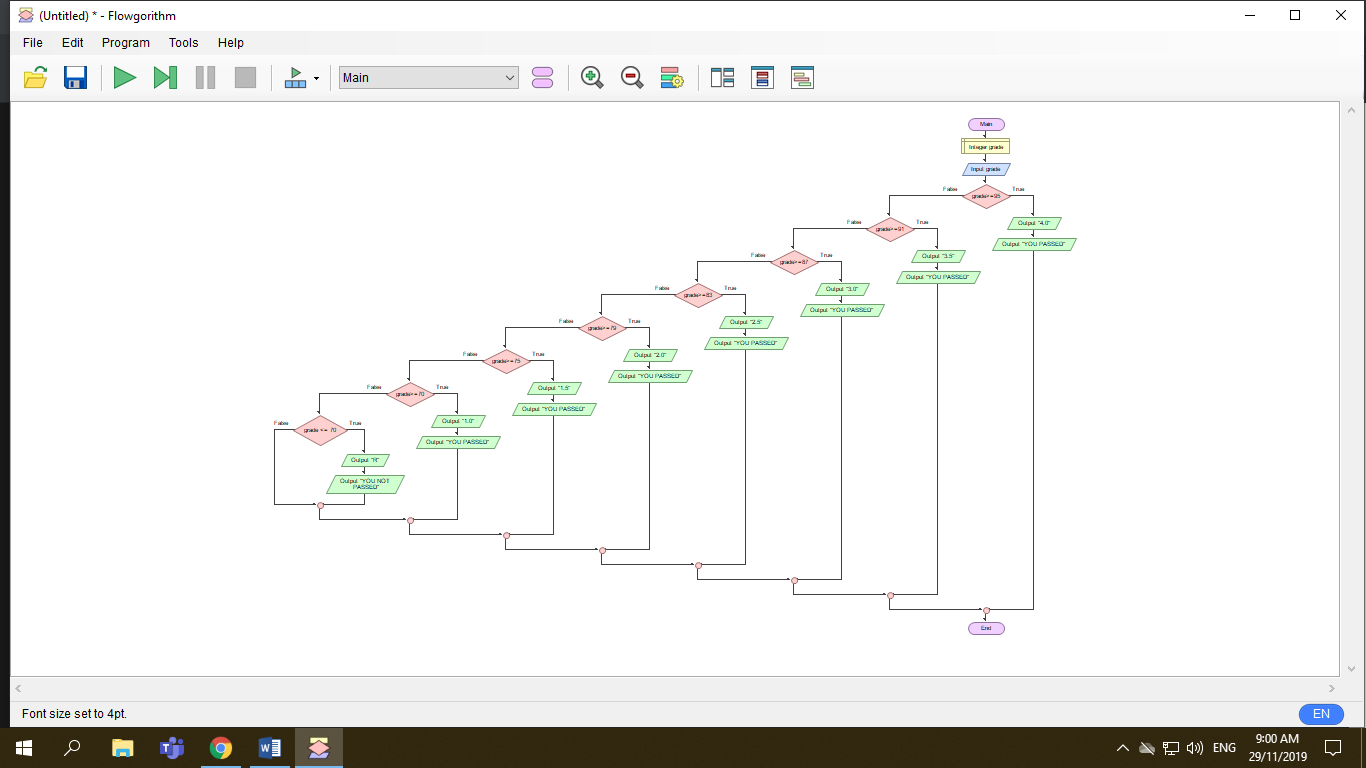 (Untitled) * - Flowgorithm
File Edit Program Tools Help
Main
Main
Integer grade
Input grade
False
True
grade>=95
Output "4.0"
Output "YOU PASSED"
False
True
grade>=91
Output "3.5"
Output "YOU PASSED"
False
True
grade>=87
Output "3.0"
Output "YOU PASSED"
False
True
grade>=83
Output "2.5"
Output "YOU PASSED"
False
True
grade>=79
Output "2.0"
Output "YOU PASSED"
False
True
grade>=75
Output "1.5"
Output "YOU PASSED"
False
True
grade>=70
Output "1.0"
Output "YOU PASSED"
False
True
grade <= 70
Output "R"
Output "YOU NOT
PASSED"
End
Font size set to 4pt.
EN
ENG
9:00 AM
29/11/2019